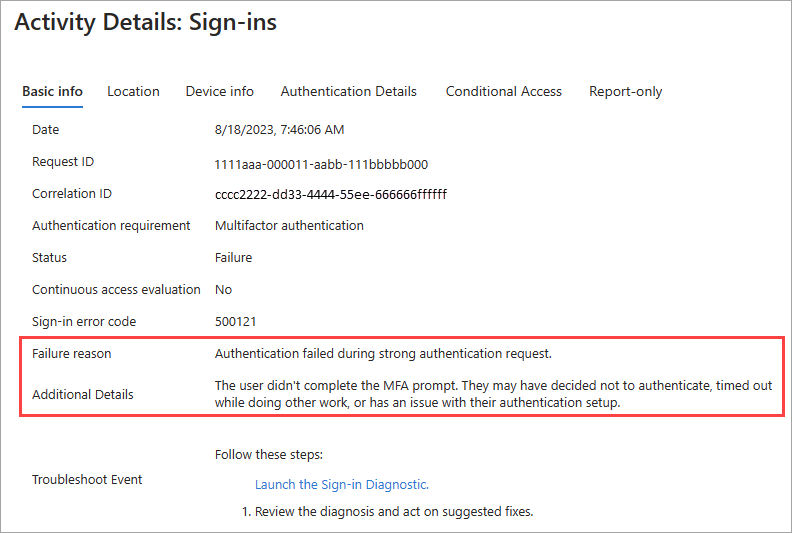 Activity Details: Sign-ins
Basic info Location Device info Authentication Details Conditional Access Report-only
Date 8/18/2023, 7:46:06 AM
Request ID 1111aaa-000011-aabb-111bbbbb000
Correlation ID cccc2222-dd33-4444-55ee-666666ffffff
Authentication requirement Multifactor authentication
Status Failure
Continuous access evaluation No
Sign-in error code 500121
Failure reason Authentication failed during strong authentication request.
Additional Details The user didn't complete the MFA prompt. They may have decided not to authenticate, timed out
while doing other work, or has an issue with their authentication setup.
Follow these steps:
Troubleshoot Event Launch the Sign-in Diagnostic.
1. Review the diagnosis and act on suggested fixes.